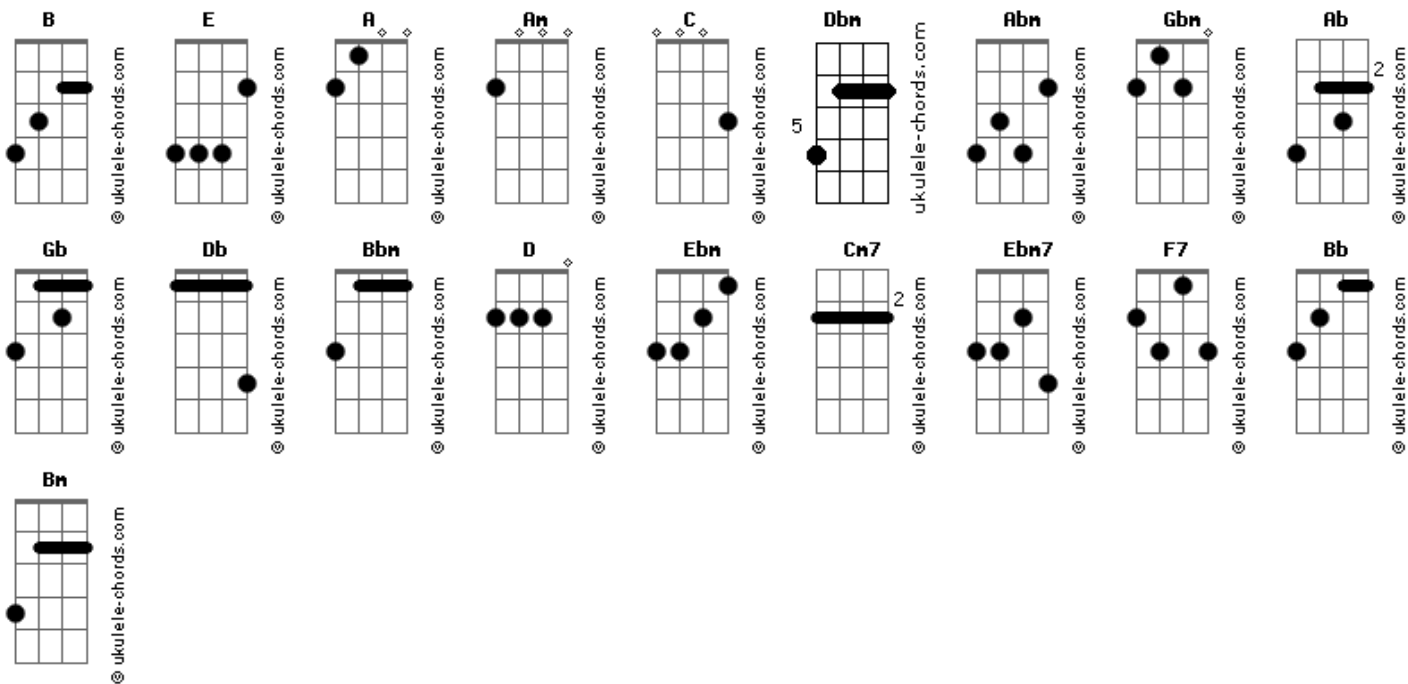 B E A Am C Dbm Abm Gbm Ab
5 2
© ukulele-chords.com © ukulele-chords.com © ukulele-chords.com © ukulele-chords.com © ukulele-chords.com ukulele-chords.com © ukulele-chords.com © ukulele-chords.com © ukulele-chords.com
Gb Db Bbm D Ebm Cm7 Ebm7 F7 Bb
2
© ukulele-chords.com © ukulele-chords.com © ukulele-chords.com © ukulele-chords.com © ukulele-chords.com © ukulele-chords.com © ukulele-chords.com © ukulele-chords.com © ukulele-chords.com
Bm
© ukulele-chords.com